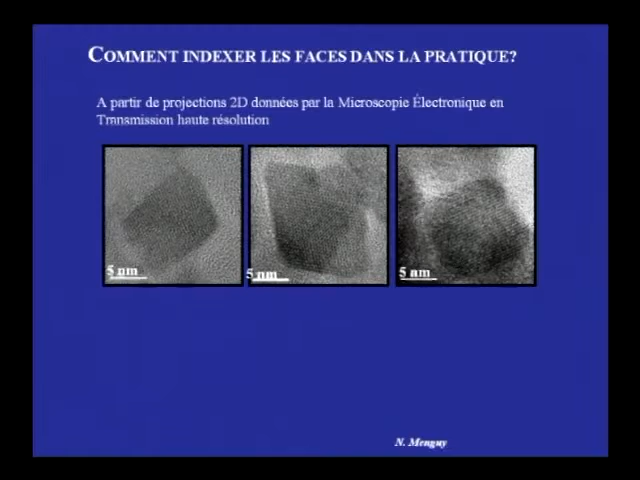 COMMENT INDEXER LES FACES DANS LA PRATIQUE?
A partir de projections 2D données par la Microscopie Électronique en
Transmission haute résolution
5 nm 5 nm 5 nm
N. Menguy